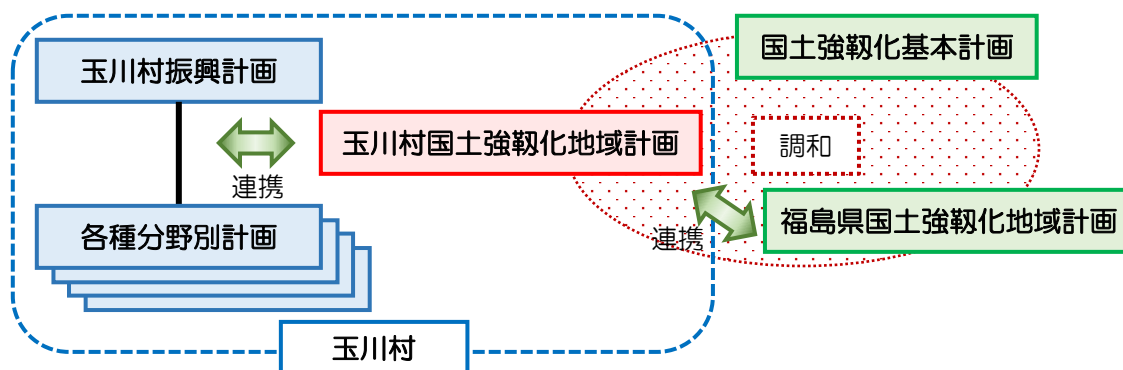 国土強靱化基本計画
玉川村振興計画
玉川村国土強靱化地域計画
調和
連携
各種分野別計画
福島県国土強靱化地域計画
連携
玉川村